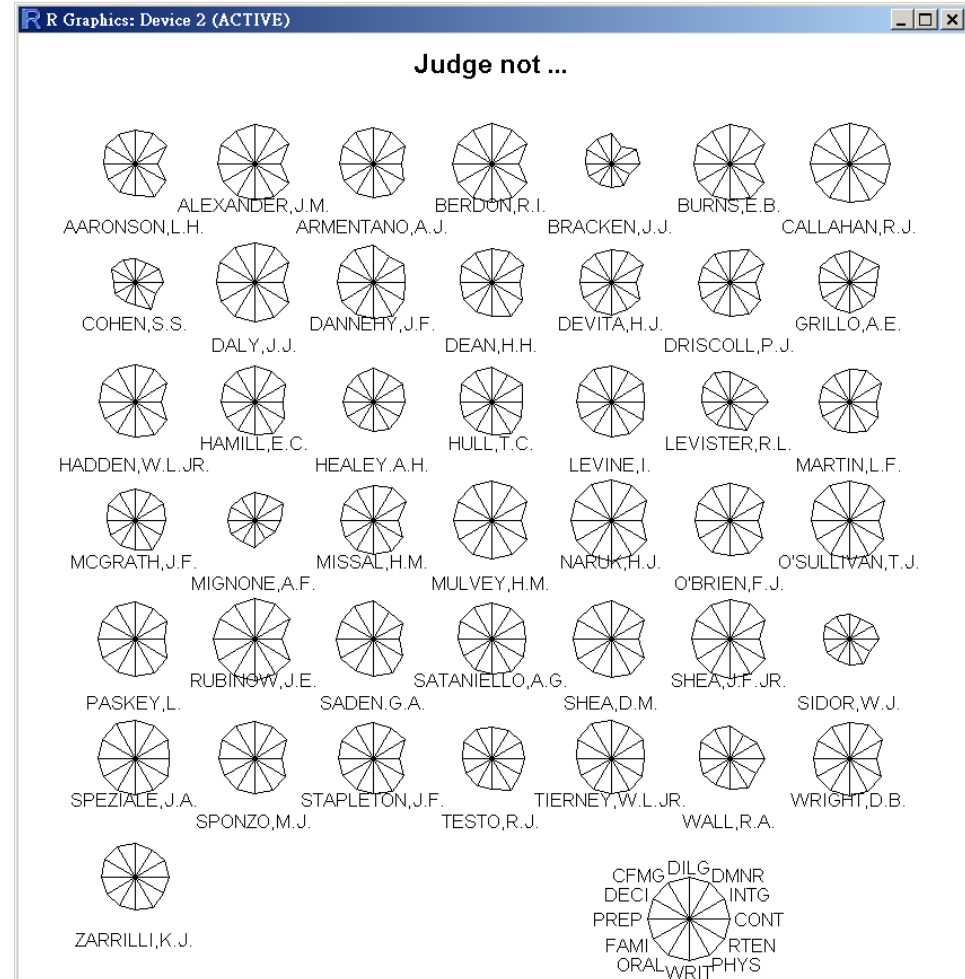 R Graphics: Device 2 (ACTIVE)
Judge not ...
AARONSON,L.H.
ALEXANDER,J.M.
ARMENTANO,A.J.
BERDON,R.I.
BRACKEN,J.J.
BURNS,E.B.
CALLAHAN,R.J.
COHEN,S.S.
DALY,J.J.
DANNEHY,J.F.
DEAN,H.H.
DEVITA,H.J.
DRISCOLL,P.J.
GRILLO,A.E.
HADDEN,W.L.JR.
HAMILL,E.C.
HEALEY.A.H.
HULL,T.C.
LEVINE,I.
LEVISTER,R.L.
MARTIN,L.F.
MCGRATH,J.F.
MIGNONE,A.F.
MISSAL,H.M.
MULVEY,H.M.
NARUK,H.J.
O'BRIEN,F.J.
O'SULLIVAN,T.J.
PASKEY,L.
RUBINOW,J.E.
SADEN.G.A.
SATANIELLO,A.G.
SHEA,D.M.
SHEA,J.F.JR.
SIDOR,W.J.
SPEZIALE,J.A.
SPONZO,M.J.
STAPLETON,J.F.
TESTO,R.J.
TIERNEY,W.L.JR.
WALL,R.A.
WRIGHT,D.B.
ZARRILLI,K.J.
CFMG
DILG
DMNR
DECI
INTG
PREP
CONT
FAMI
RTEN
ORAL
WRIT
PHYS